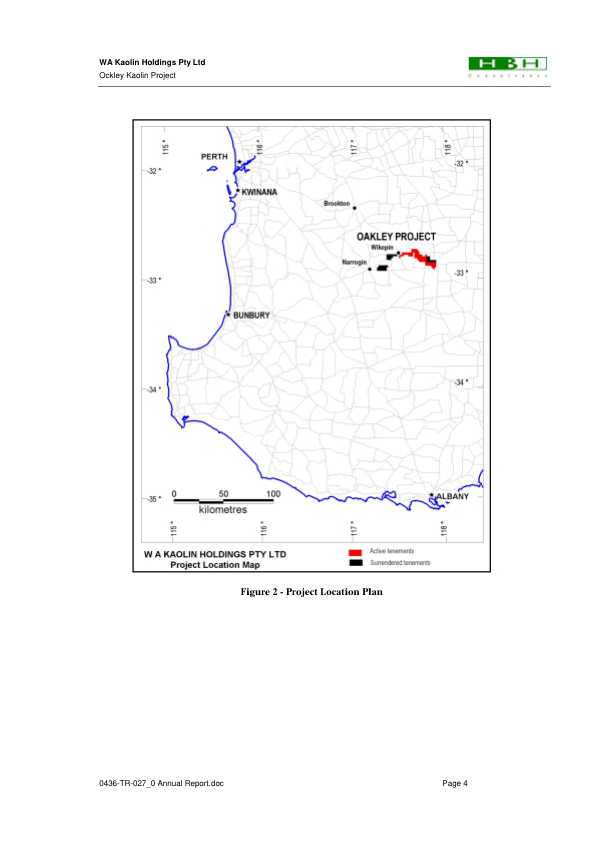 WA Kaolin Holdings Pty Ltd
Ockley Kaolin Project
HBH
Consultants
115° 116° 117° 118°
PERTH
-32° -32°
KWINANA
Brookton
OAKLEY PROJECT
Wikepin
Narrogin
-33° -33°
BUNBURY
-34° -34°
0 50 100
kilometres
-35°
ALBANY
115° 116° 117° 118°
W A KAOLIN HOLDINGS PTY LTD
Project Location Map
Active tenements
Surrendered tenements
Figure 2 - Project Location Plan
0436-TR-027_0 Annual Report.doc Page 4